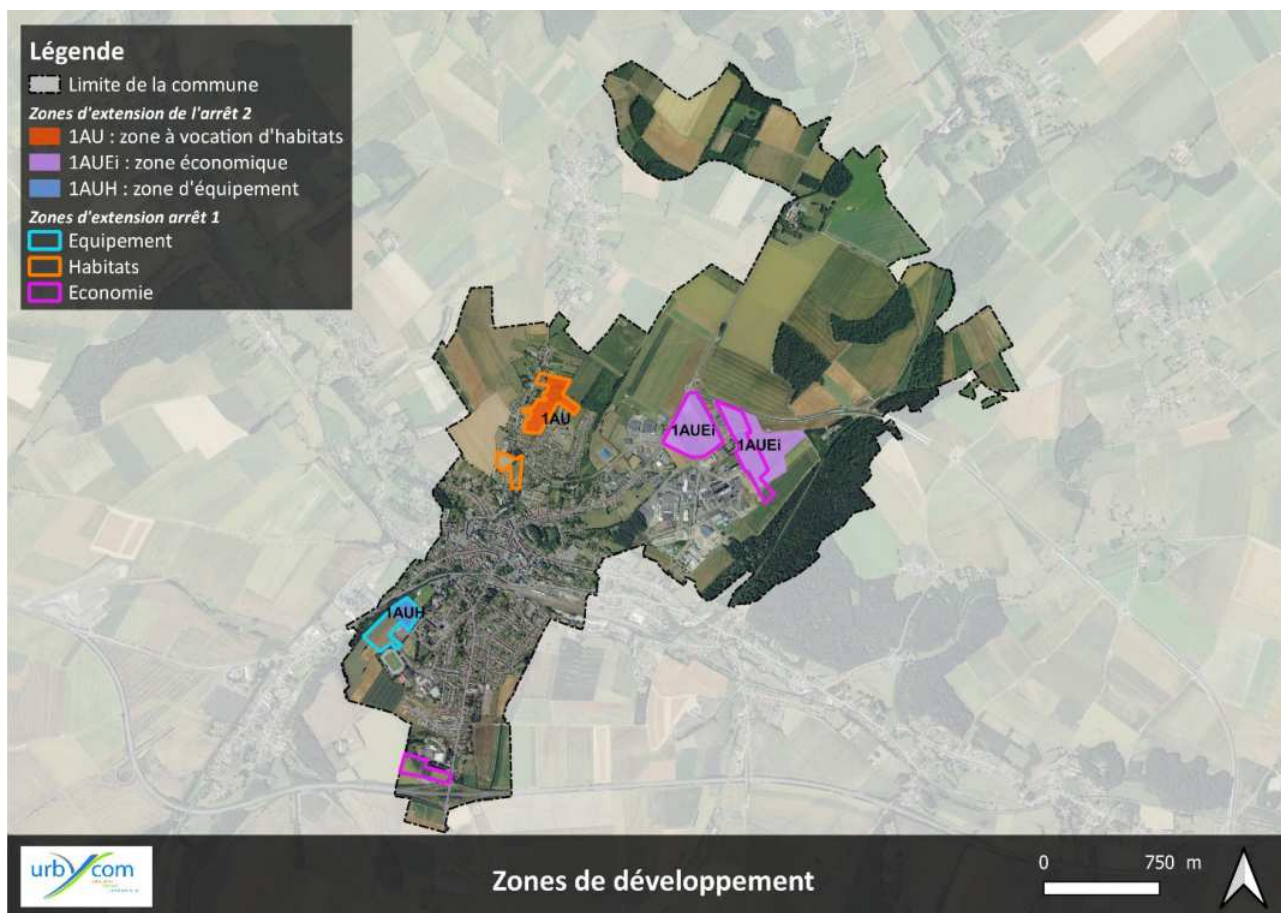 Légende
Limite de la commune
Zones d'extension de l'arrêt 2
1AU : zone à vocation d'habitats
1AUEi : zone économique
1AUH : zone d'équipement
Zones d'extension arrêt 1
Equipement
Habitats
Economie
1AU
1AUEi
1AUEi
1AUH
urbycom
Zones de développement
0 750 m